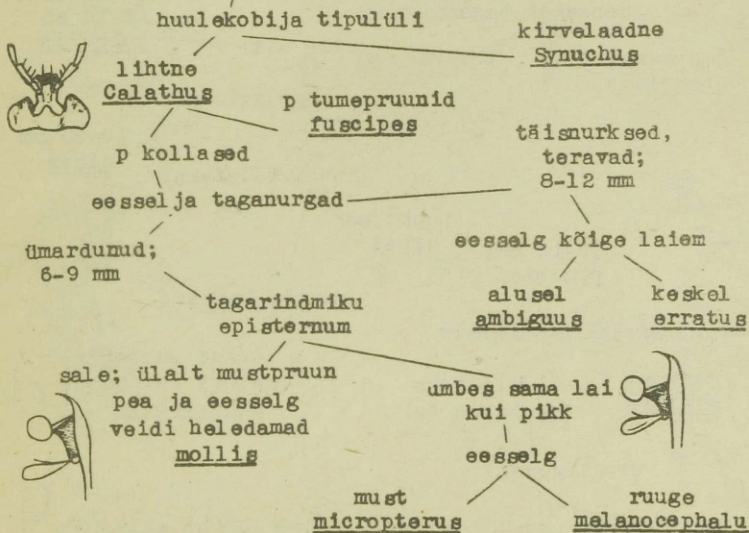 huulekobija tipulüli
kirvelaadne
Synuchus
lihtne
Calathus
p tumepruunid
fuscipes
p kollased
täisnurksed,
teravad;
8-12 mm
eesselja taganurgad
ümardunud;
6-9 mm
eesselg kõige laiem
alusel
ambiguus
keskel
erratus
tagarindmiku
episternum
sale; ülalt mustpruun
pea ja eesselg
veidi heledamad
mollis
umbes sama lai
kui pikk
eesselg
must
micropterus
ruuge
melanocephalu